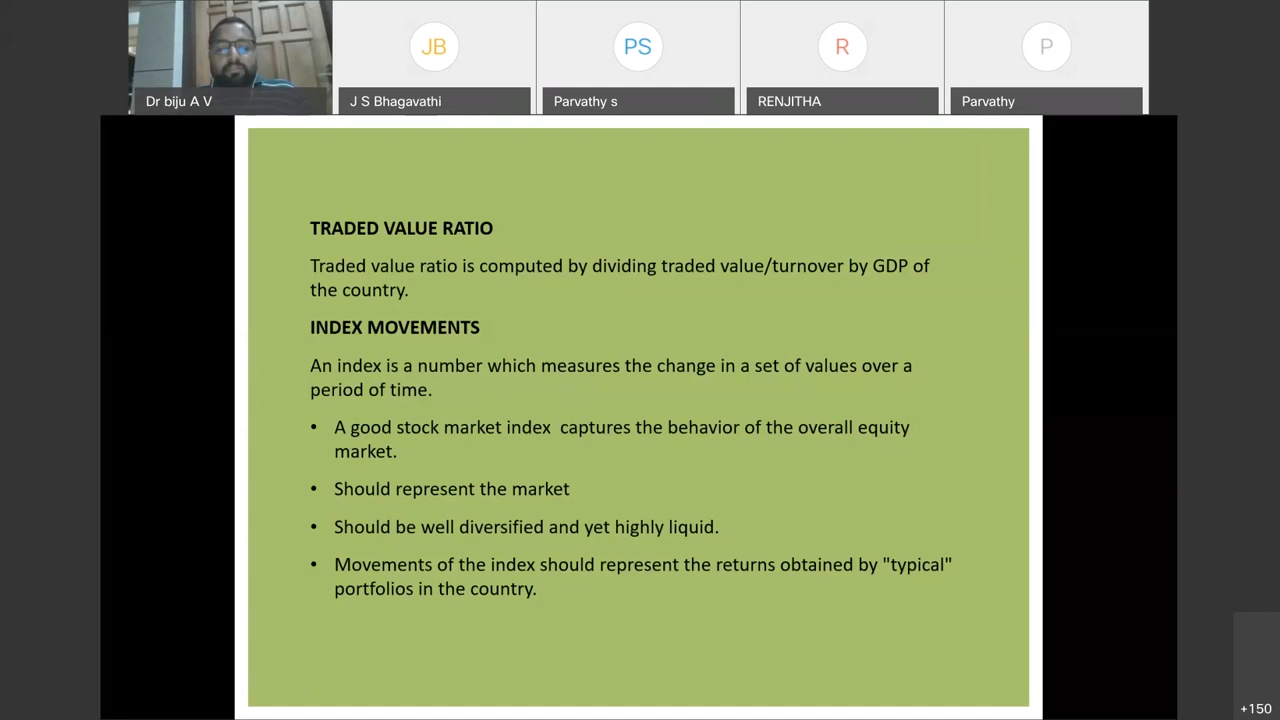 JB
PS
R
P
Dr biju A V
J S Bhagavathi
Parvathy s
RENJITHA
Parvathy
TRADED VALUE RATIO
Traded value ratio is computed by dividing traded value/turnover by GDP of
the country.
INDEX MOVEMENTS
An index is a number which measures the change in a set of values over a
period of time.
• A good stock market index  captures the behavior of the overall equity
market.
• Should represent the market
• Should be well diversified and yet highly liquid.
• Movements of the index should represent the returns obtained by "typical"
portfolios in the country.
+150